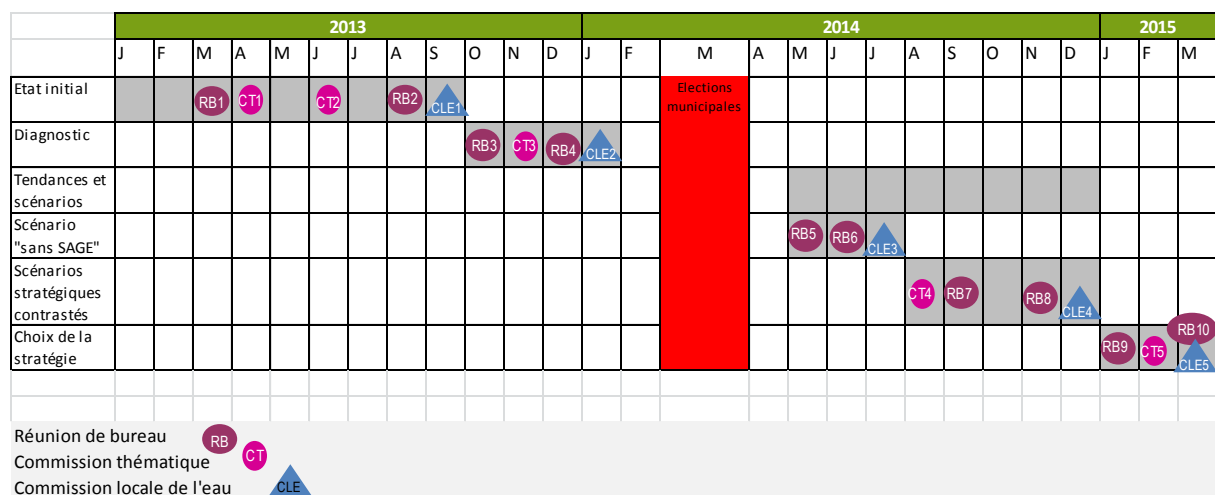 2013 2014 2015
J F M A M J J A S O N D J F M A M J J A S O N D J F M
Etat initial RB1 CT1 CT2 RB2 CLE1 Elections
municipales
Diagnostic RB3 CT3 RB4 CLE2
Tendances et
scénarios
Scénario
"sans SAGE" RB5 RB6 CLE3
Scénarios
stratégiques
contrastés CT4 RB7 RB8 CLE4
Choix de la
stratégie RB9 CT5 RB10
CLE5
Réunion de bureau RB
Commission thématique CT
Commission locale de l'eau CLE